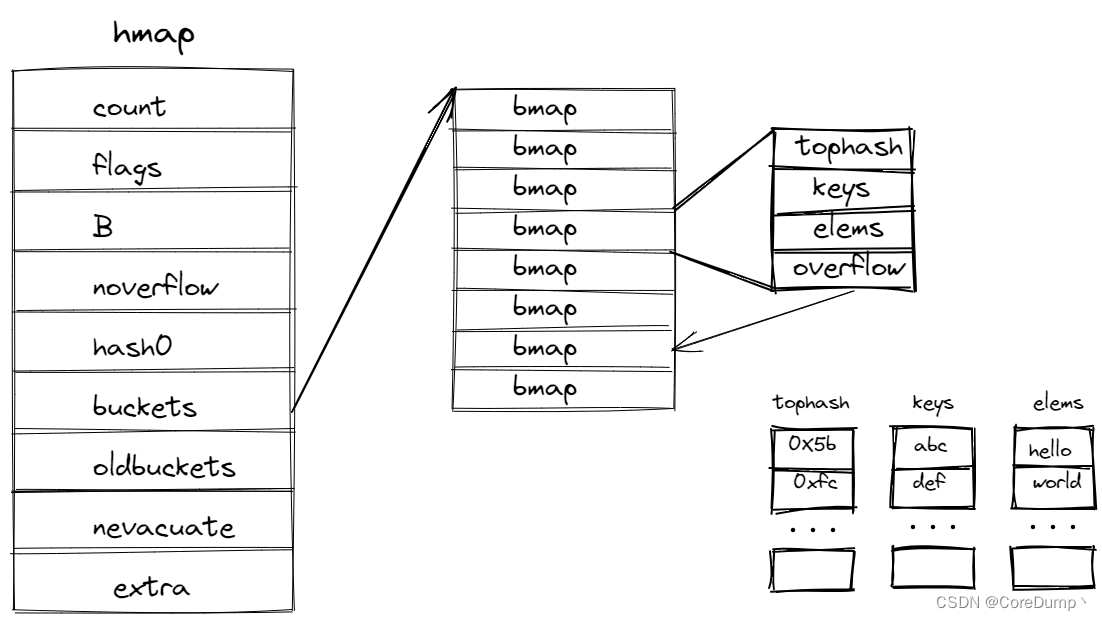 hmap
count
flags
B
noverflow
hash0
buckets
oldbuckets
nevacuate
extra
bmap
bmap
bmap
bmap
bmap
bmap
bmap
bmap
tophash
keys
elems
overflow
tophash keys elems
0x5b abc hello
0xfc def world
... ... ...
CSDN @CoreDump丶